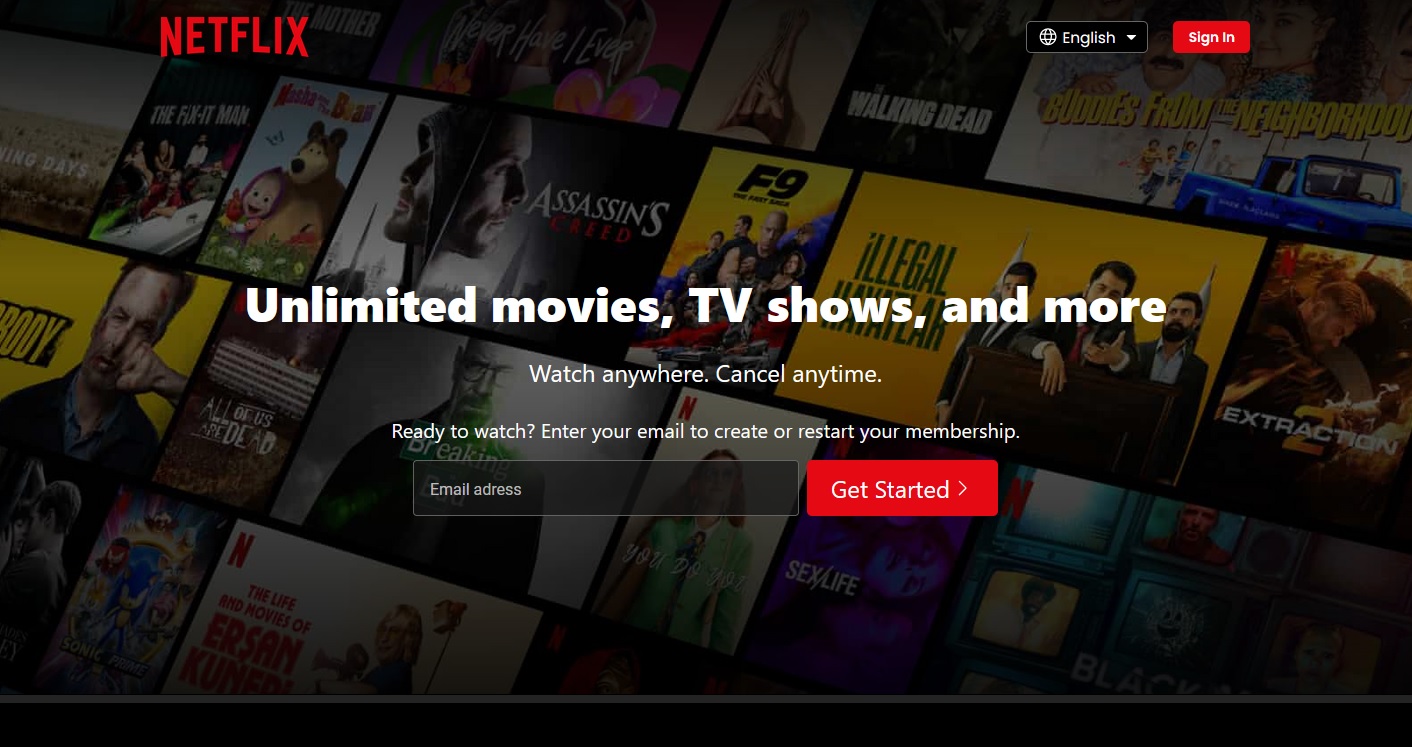 NETFLIX
English
Sign In
THE MOTHER
Never Have I Ever
THE WALKING DEAD
BUDDIES FROM THE NEIGHBORHOOD
THE FiX-IT MAN
Masha and the Bear
DAYS
ASSASSIN'S
CREED
F9
THE FAST SAGA
ILLEGAL
HAYATLAR
Unlimited movies, TV shows, and more
Watch anywhere. Cancel anytime.
Ready to watch? Enter your email to create or restart your membership.
Email adress
Get Started
ALL OF US
ARE DEAD
Breaking
Bad
EXTRACTION
2
N
N
N
N
YOU DO YOU
SEX/LIFE
THE LIFE
AND MOVIES OF
ERŞAN
KUNERİ
SONIC PRIME
BLACK M